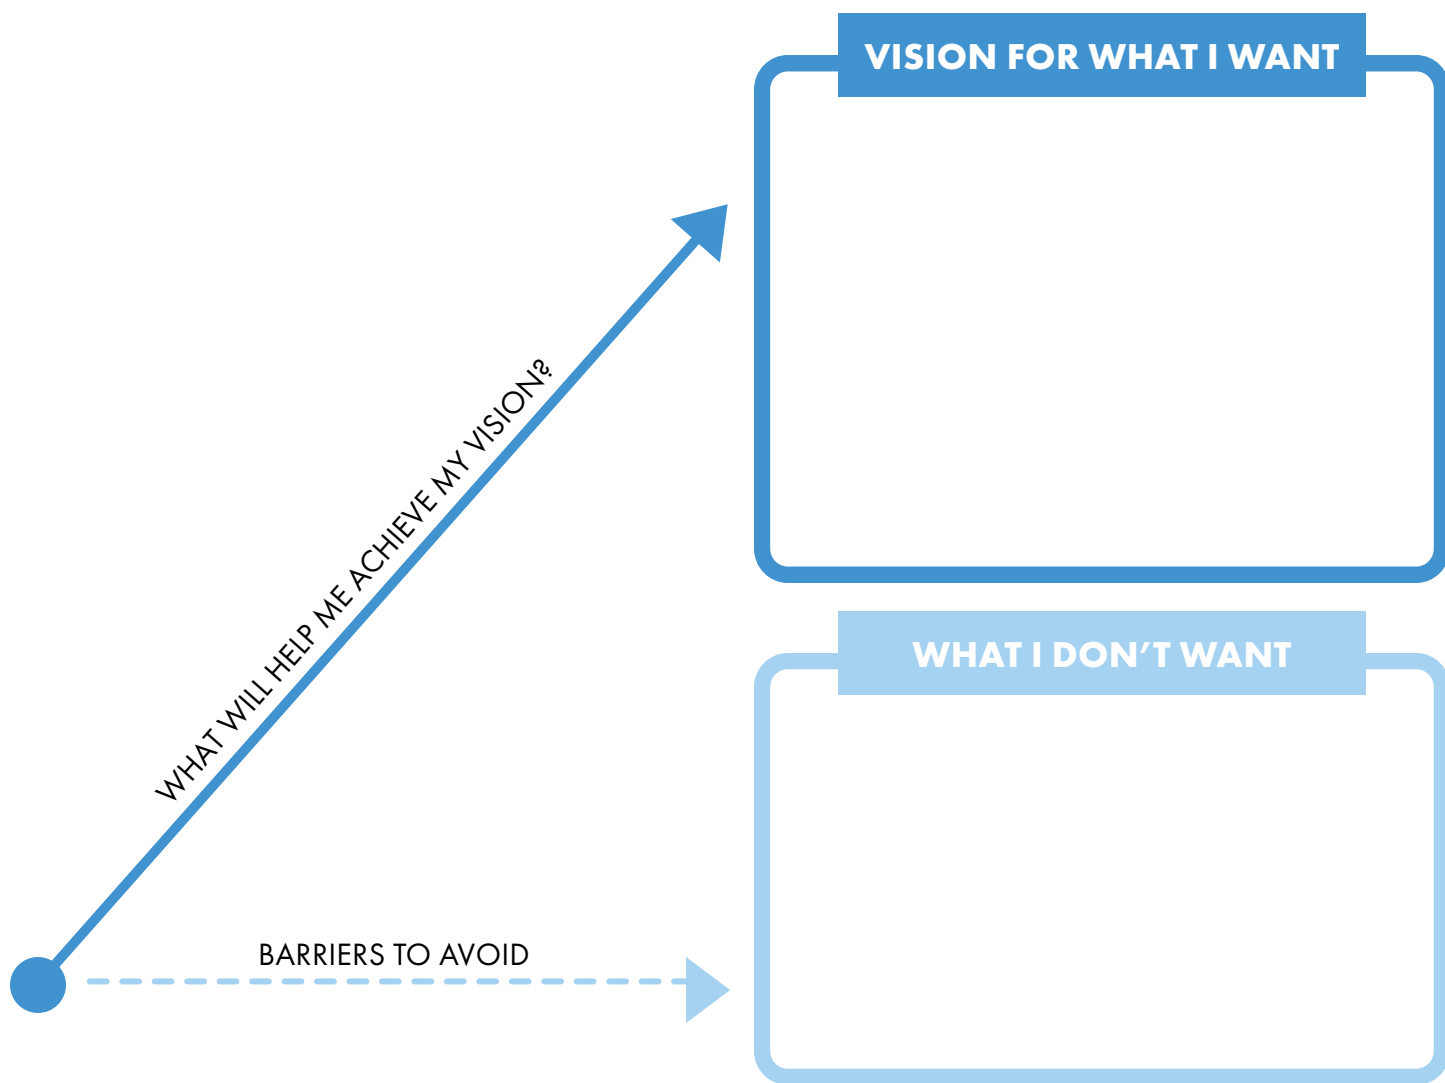 VISION FOR WHAT I WANT
WHAT WILL HELP ME ACHIEVE MY VISION?
WHAT I DON’T WANT
BARRIERS TO AVOID